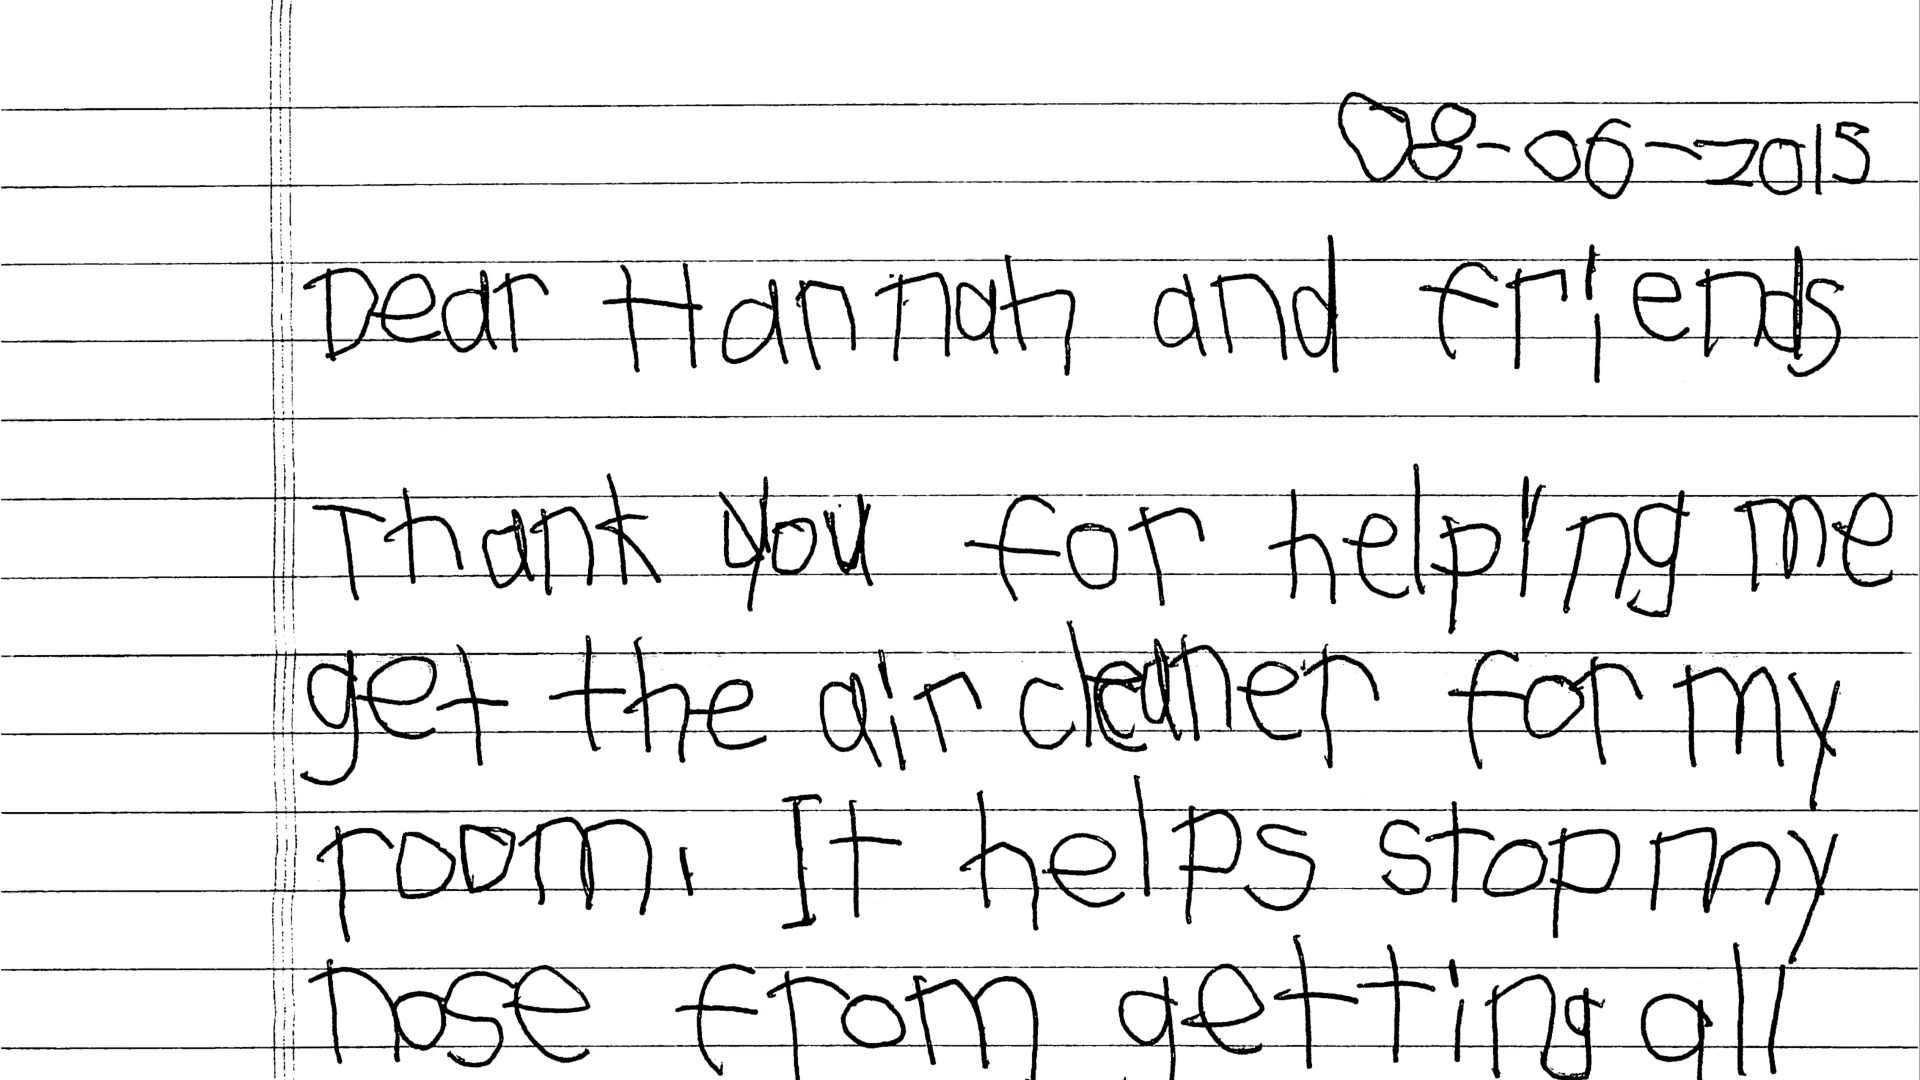 08-06-2015
Dear Hannah and friends
Thank you for helping me
get the air cleaner for my
room. It helps stop my
nose from getting all